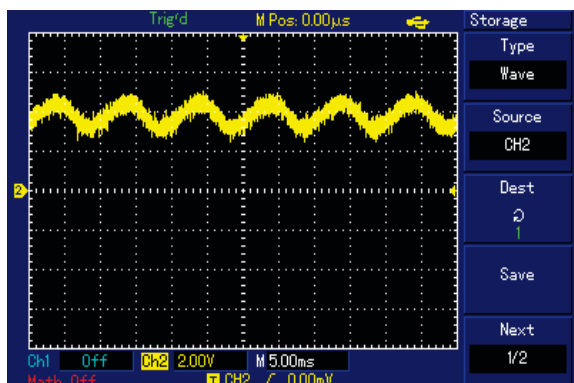 Trig'd M Pos: 0.00μs Storage
Type
Wave
Source
CH2
2
Dest
1
Save
Next
1/2
Ch1 Off Ch2 2.00V M 5.00ms
Math Off T CH2 / 0.00mV